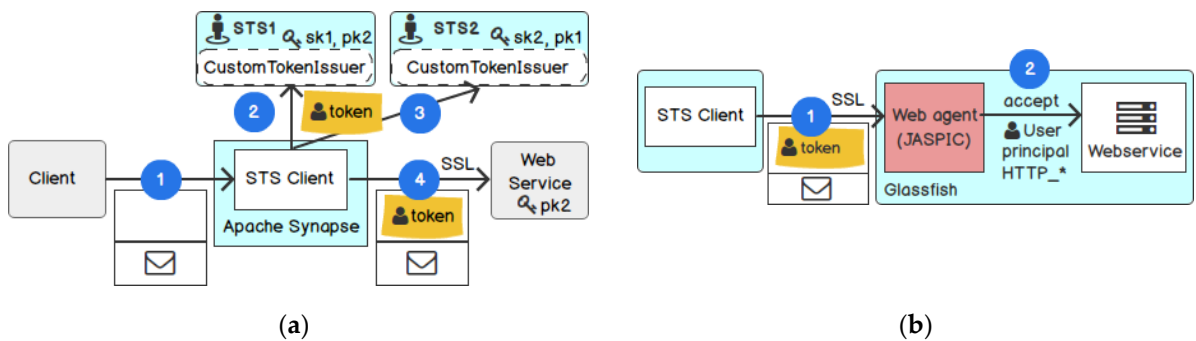 STS1
sk1, pk2
CustomTokenIssuer
STS2
sk2, pk1
CustomTokenIssuer
2
token
3
Client
1
STS Client
Apache Synapse
4
SSL
token
Web
Service
pk2
(a)
STS Client
1
SSL
token
Web agent
(JASPIC)
2
accept
User
principal
HTTP_*
Webservice
Glassfish
(b)